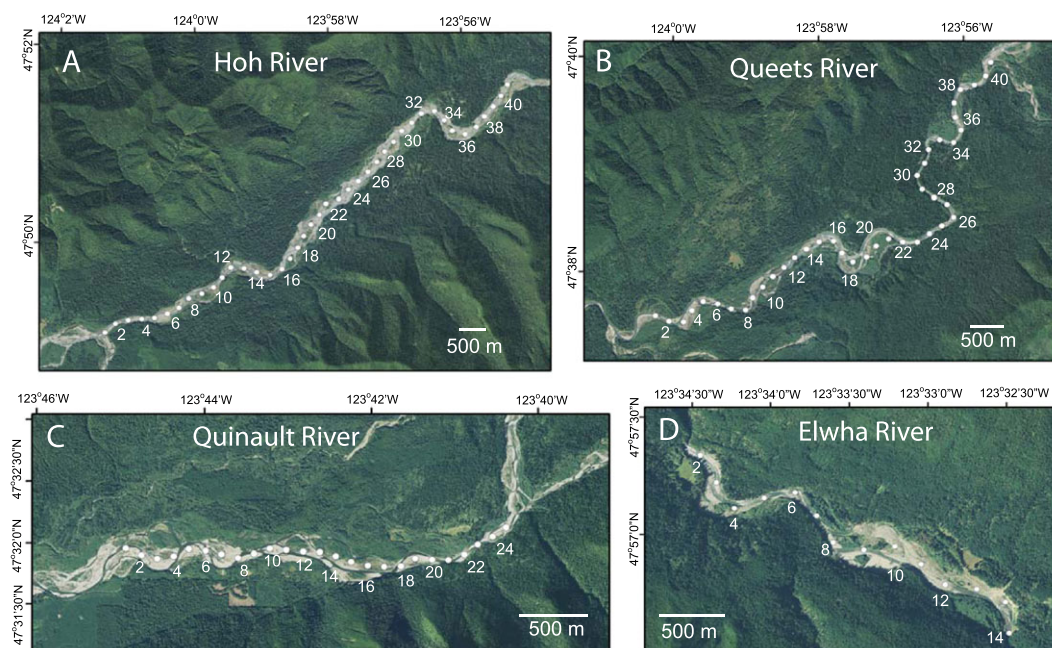 124°2'W 124°0'W 123°58'W 123°56'W
47°52'N
47°50'N
A
Hoh River
2 4 6 8 10 12 14 16 18 20 22 24 26 28 30 32 34 36 38 40
500 m
124°0'W 123°58'W 123°56'W
47°40'N
47°38'N
B
Queets River
2 4 6 8 10 12 14 16 18 20 22 24 26 28 30 32 34 36 38 40
500 m
123°46'W 123°44'W 123°42'W 123°40'W
47°32'30"N
47°32'0"N
47°31'30"N
C
Quinault River
2 4 6 8 10 12 14 16 18 20 22 24
500 m
123°34'30"W 123°34'0"W 123°33'30"W 123°33'0"W 123°32'30"W
47°57'30"N
47°57'0"N
D
Elwha River
2 4 6 8 10 12 14
500 m